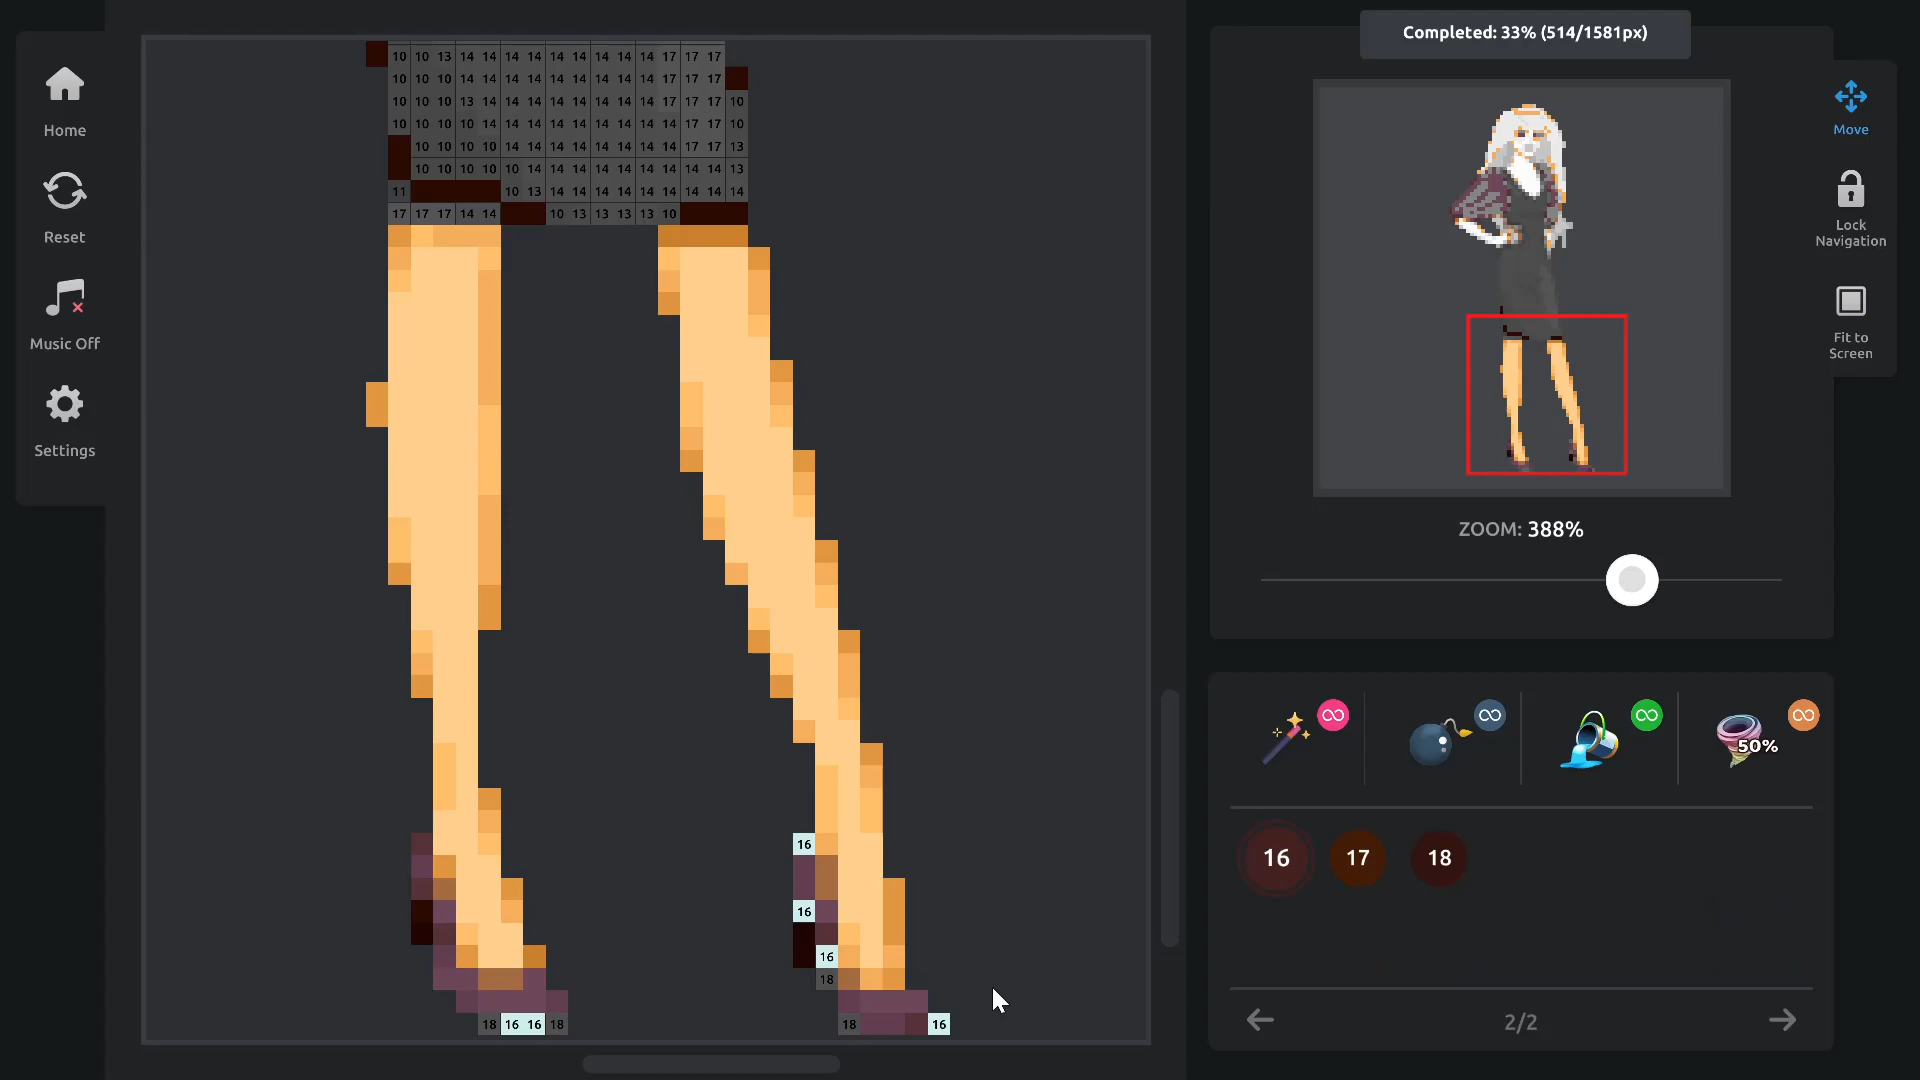 Completed: 33% (514/1581px)
Home
Reset
Music Off
Settings
10 10 13 14 14 14 14 14 14 14 14 14 17 17 17
10 10 10 14 14 14 14 14 14 14 14 14 17 17 17
10 10 10 13 14 14 14 14 14 14 14 14 17 17 17 10
10 10 10 10 14 14 14 14 14 14 14 14 14 17 17 10
10 10 10 10 14 14 14 14 14 14 14 14 17 17 13
10 10 10 10 10 14 14 14 14 14 14 14 14 14 13
11 10 13 14 14 14 14 14 14 14 14 14 14
17 17 17 14 14 10 13 13 13 13 10
16
16
16
18
18 16 16 18
18 16
Move
Lock
Navigation
Fit to
Screen
ZOOM: 388%
50%
16 17 18
2/2